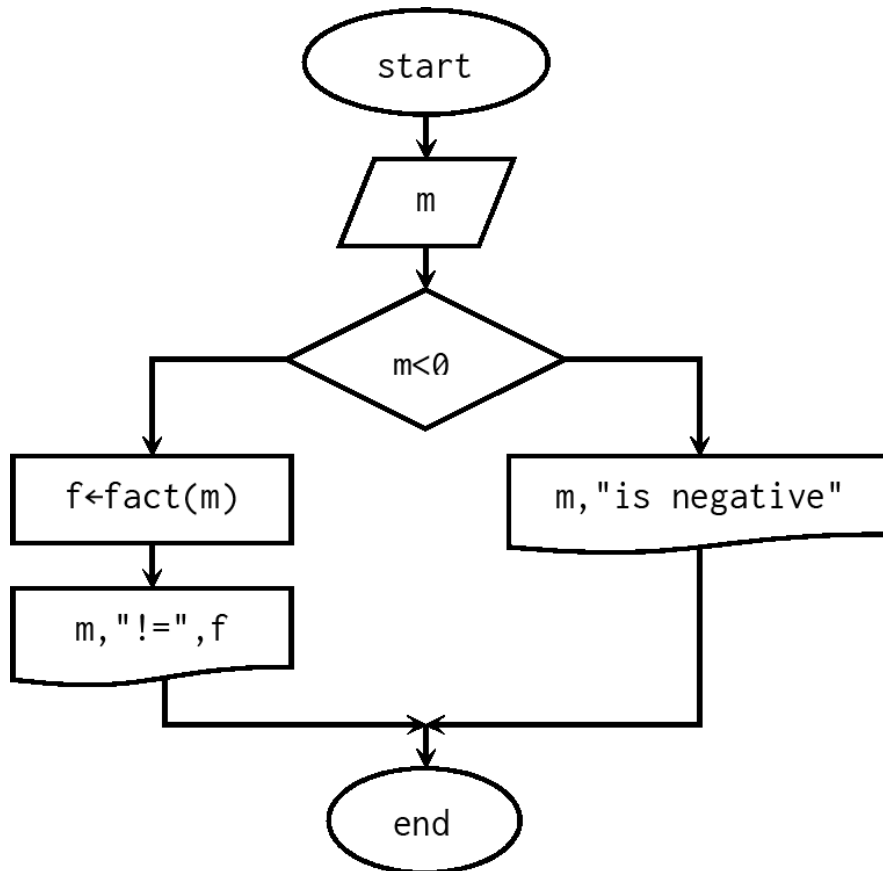 start
m
m<0
f←fact(m)
m,"is negative"
m,"!=",f
end